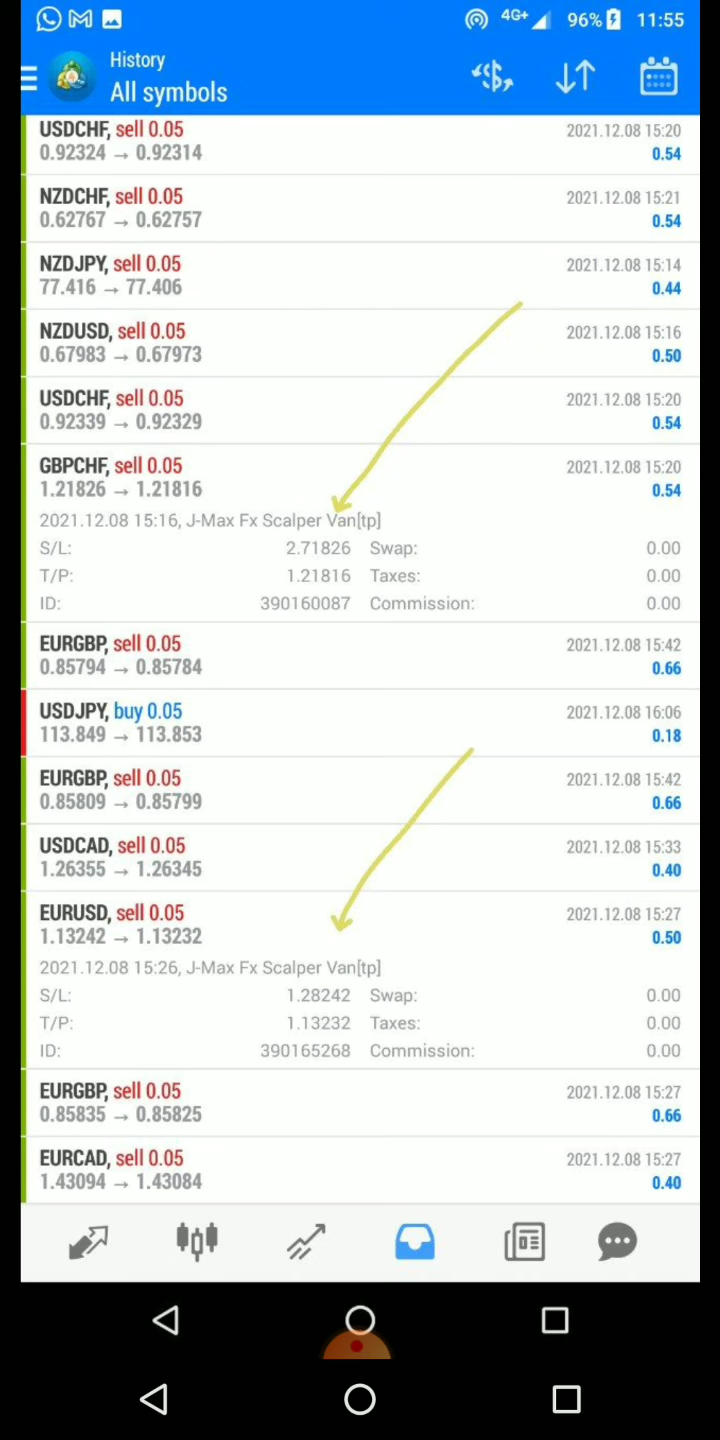 4G+ 96% 11:55
History
All symbols
USDCHF, sell 0.05 2021.12.08 15:20
0.92324 → 0.92314 0.54
NZDCHF, sell 0.05 2021.12.08 15:21
0.62767 → 0.62757 0.54
NZDJPY, sell 0.05 2021.12.08 15:14
77.416 → 77.406 0.44
NZDUSD, sell 0.05 2021.12.08 15:16
0.67983 → 0.67973 0.50
USDCHF, sell 0.05 2021.12.08 15:20
0.92339 → 0.92329 0.54
GBPCHF, sell 0.05 2021.12.08 15:20
1.21826 → 1.21816 0.54
2021.12.08 15:16, J-Max Fx Scalper Van[tp]
S/L: 2.71826 Swap: 0.00
T/P: 1.21816 Taxes: 0.00
ID: 390160087 Commission: 0.00
EURGBP, sell 0.05 2021.12.08 15:42
0.85794 → 0.85784 0.66
USDJPY, buy 0.05 2021.12.08 16:06
113.849 → 113.853 0.18
EURGBP, sell 0.05 2021.12.08 15:42
0.85809 → 0.85799 0.66
USDCAD, sell 0.05 2021.12.08 15:33
1.26355 → 1.26345 0.40
EURUSD, sell 0.05 2021.12.08 15:27
1.13242 → 1.13232 0.50
2021.12.08 15:26, J-Max Fx Scalper Van[tp]
S/L: 1.28242 Swap: 0.00
T/P: 1.13232 Taxes: 0.00
ID: 390165268 Commission: 0.00
EURGBP, sell 0.05 2021.12.08 15:27
0.85835 → 0.85825 0.66
EURCAD, sell 0.05 2021.12.08 15:27
1.43094 → 1.43084 0.40